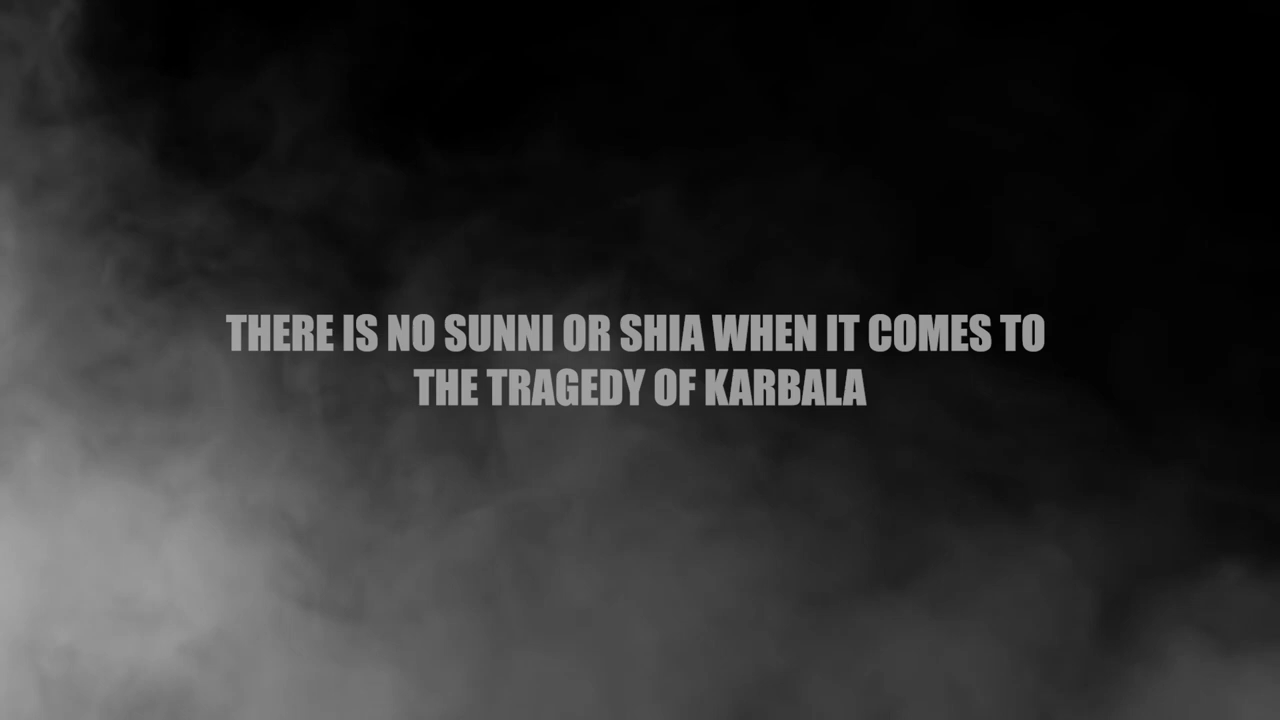 THERE IS NO SUNNI OR SHIA WHEN IT COMES TO
THE TRAGEDY OF KARBALA